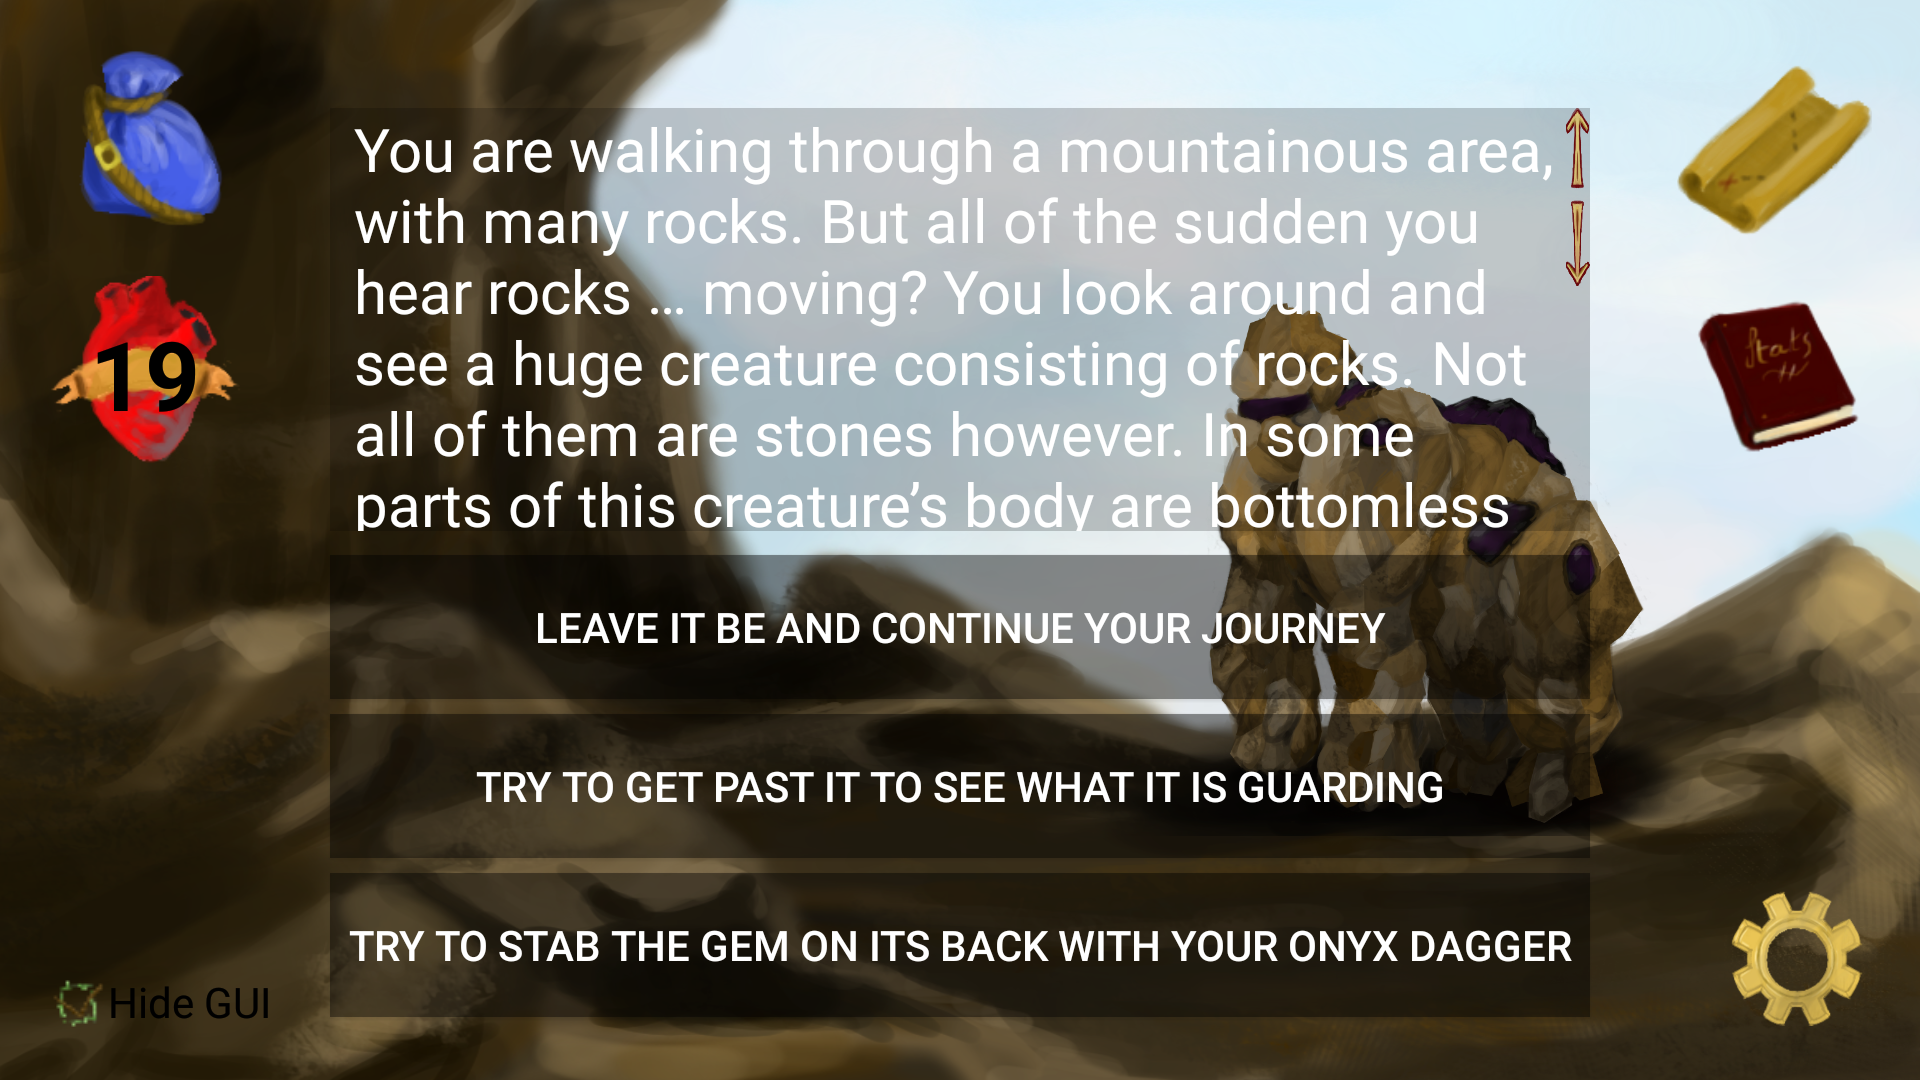 You are walking through a mountainous area,
with many rocks. But all of the sudden you
hear rocks … moving? You look around and
see a huge creature consisting of rocks. Not
all of them are stones however. In some
parts of this creature’s body are bottomless
19
Stats
LEAVE IT BE AND CONTINUE YOUR JOURNEY
TRY TO GET PAST IT TO SEE WHAT IT IS GUARDING
TRY TO STAB THE GEM ON ITS BACK WITH YOUR ONYX DAGGER
Hide GUI